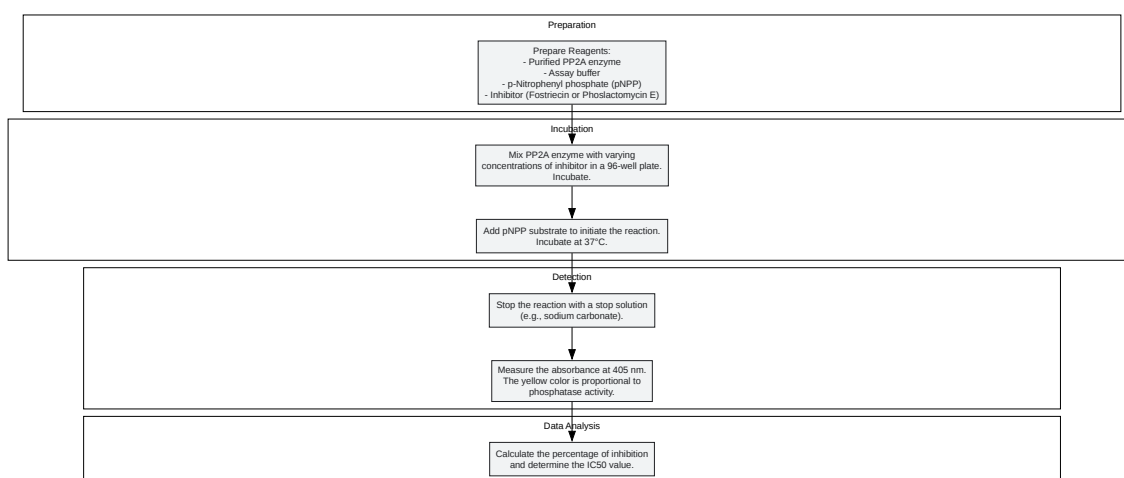 Preparation
Prepare Reagents:
- Purified PP2A enzyme
- Assay buffer
- p-Nitrophenyl phosphate (pNPP)
- Inhibitor (Fostriecin or Phoslactomycin E)
Incubation
Mix PP2A enzyme with varying
concentrations of inhibitor in a 96-well plate.
Incubate.
Add pNPP substrate to initiate the reaction.
Incubate at 37°C.
Detection
Stop the reaction with a stop solution
(e.g., sodium carbonate).
Measure the absorbance at 405 nm.
The yellow color is proportional to
phosphatase activity.
Data Analysis
Calculate the percentage of inhibition
and determine the IC50 value.